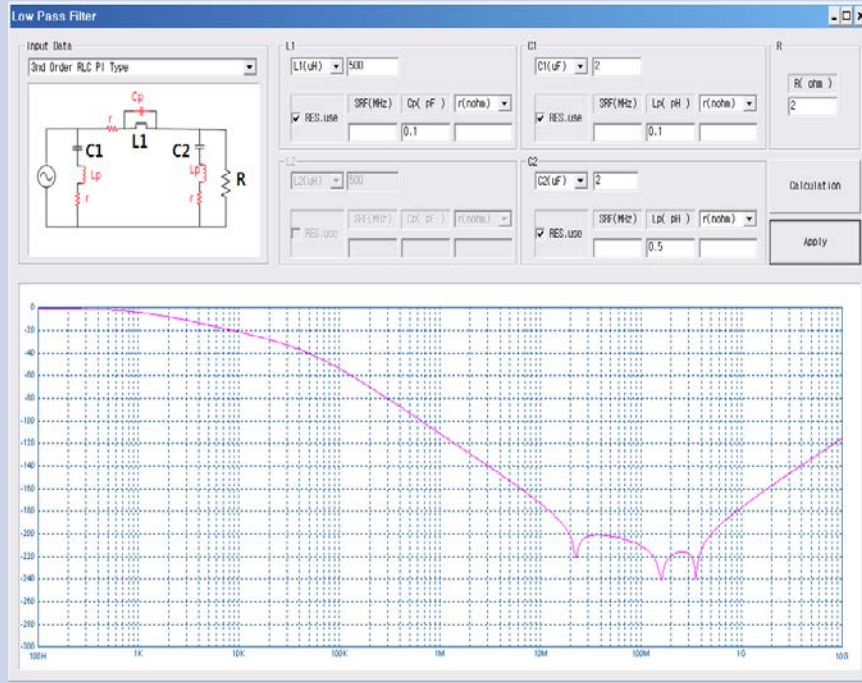 Low Pass Filter
Input Data
3nd Order RLC PI Type
Cp
r
L1
C1
C2
Lp
Lp
R
r
r
L1
L1(uH) 500
SRF(MHz) Cp( pF ) r(nohm)
RES.use
0.1
L2
L2(uH) 500
SRF(MHz) Cp( pF ) r(nohm)
RES.use
C1
C1(uF) 2
SRF(MHz) Lp( pH ) r(nohm)
RES.use
0.1
C2
C2(uF) 2
SRF(MHz) Lp( pH ) r(nohm)
RES.use
0.5
R
R( ohm )
2
Calculation
Apply
0
-20
-40
-60
-80
-100
-120
-140
-160
-180
-200
-220
-240
-260
-280
-300
100H
1K
10K
100K
1M
10M
100M
1G
10G